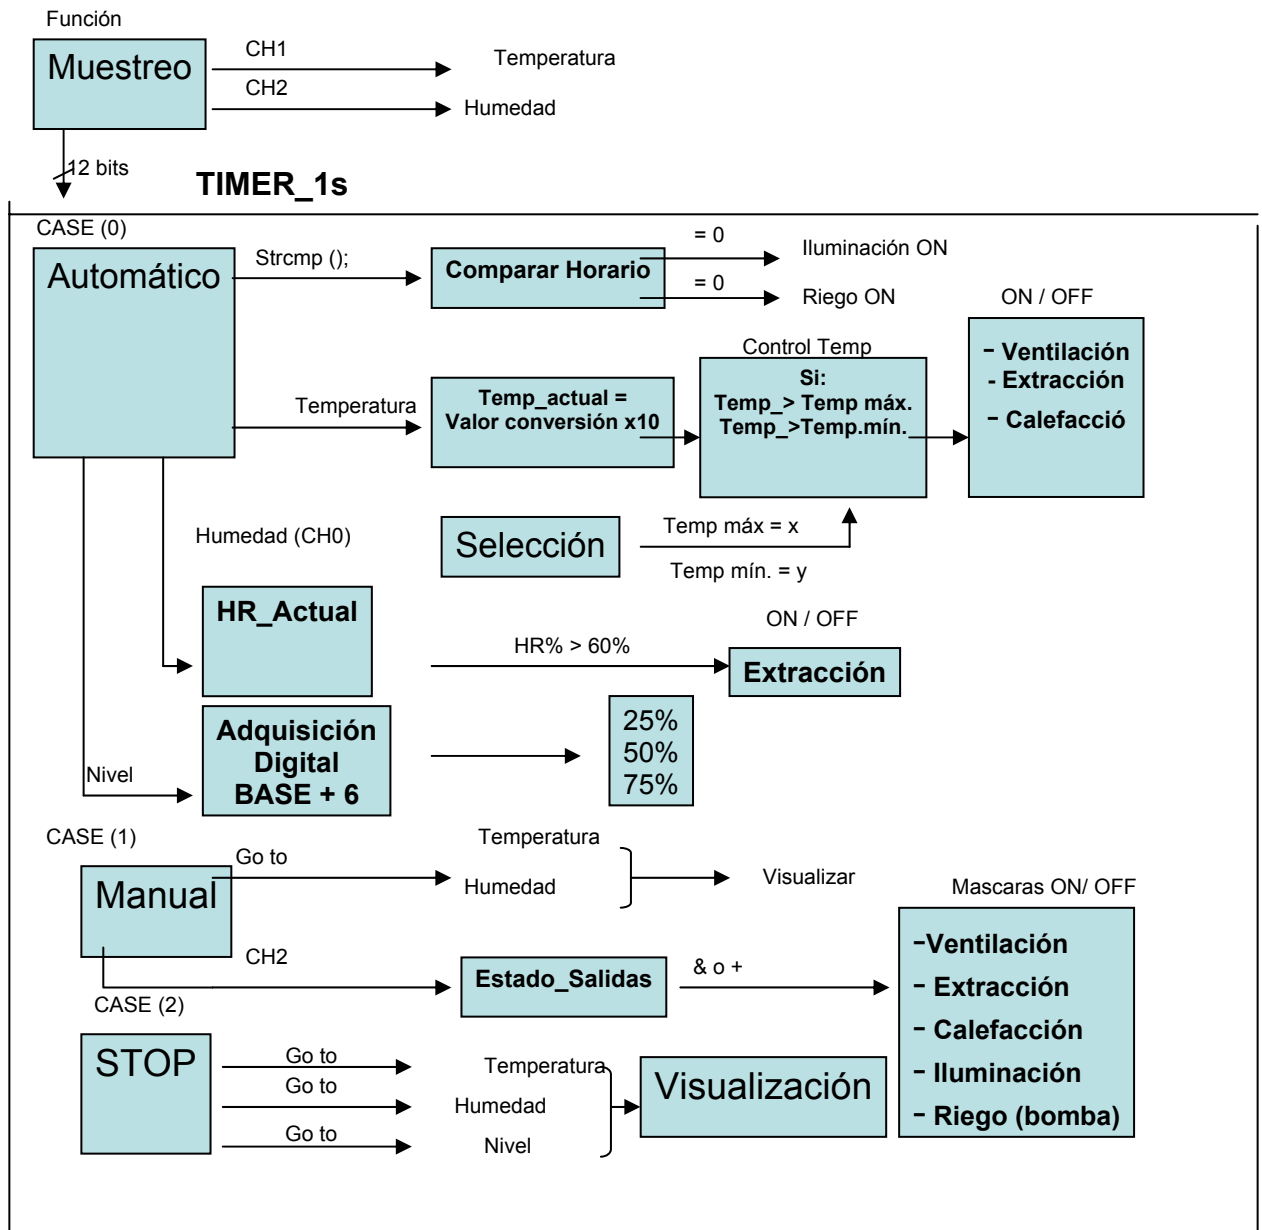 Función
Muestreo
CH1
Temperatura
CH2
Humedad
12 bits
TIMER_1s
CASE (0)
Automático
Strcmp ();
Comparar Horario
= 0
Iluminación ON
= 0
Riego ON
ON / OFF
- Ventilación
- Extracción
- Calefacció
Control Temp
Si:
Temp_> Temp máx.
Temp_>Temp.mín.
Temperatura
Temp_actual =
Valor conversión x10
Humedad (CH0)
Selección
Temp máx = x
Temp mín. = y
HR_Actual
HR% > 60%
ON / OFF
Extracción
Nivel
Adquisición
Digital
BASE + 6
25%
50%
75%
CASE (1)
Manual
Go to
Temperatura
Humedad
Visualizar
Mascaras ON/ OFF
-Ventilación
- Extracción
- Calefacción
- Iluminación
- Riego (bomba)
CH2
Estado_Salidas
& o +
CASE (2)
STOP
Go to
Temperatura
Go to
Humedad
Go to
Nivel
Visualización